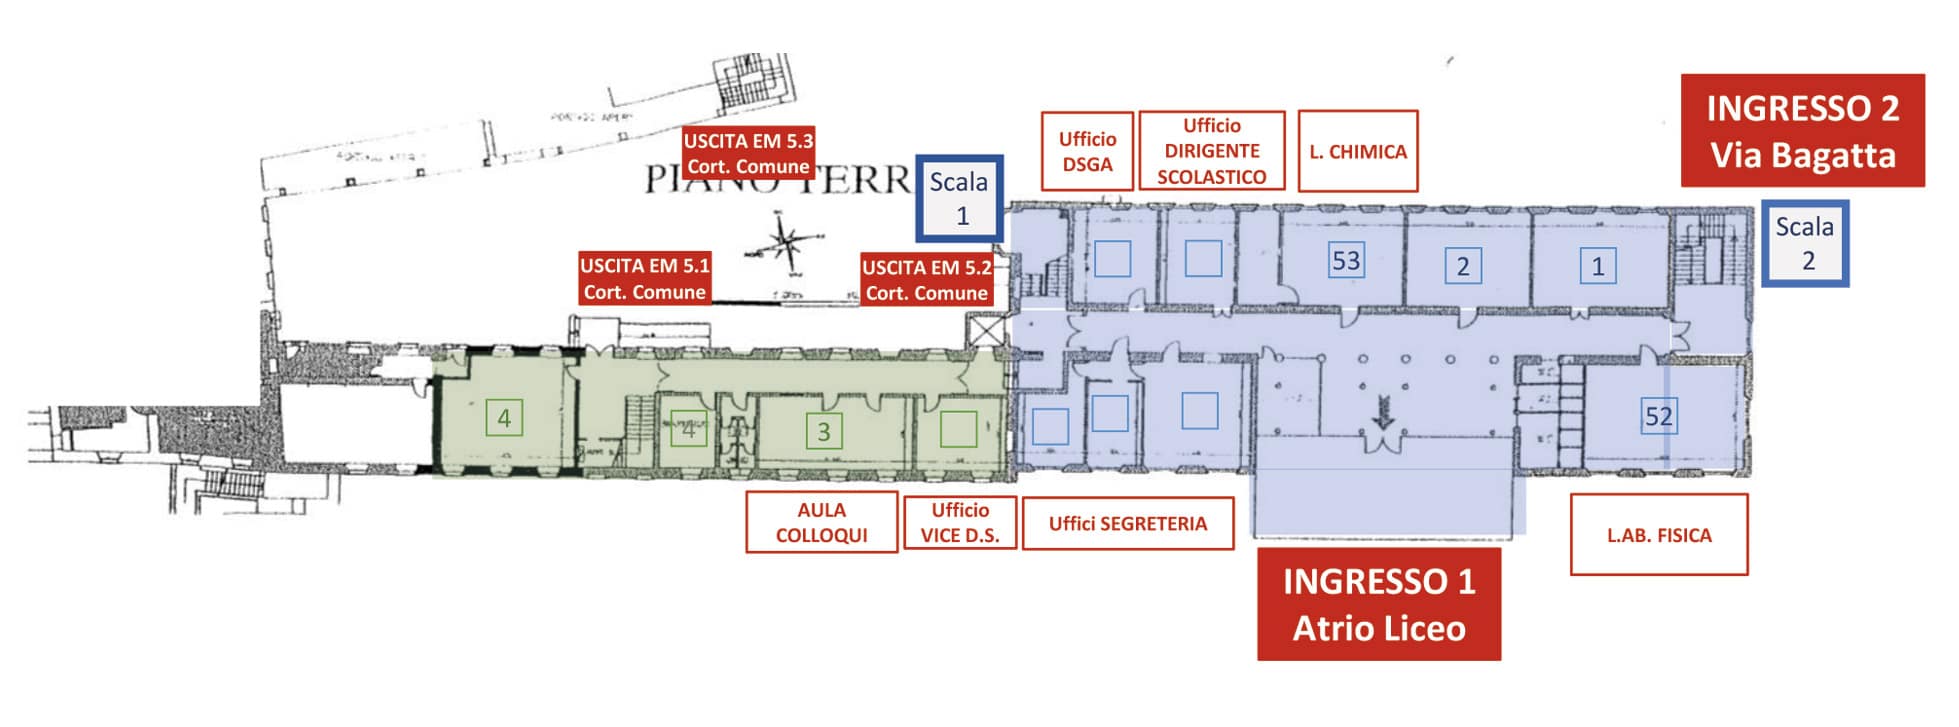 INGRESSO 2
Via Bagatta
Ufficio
DSGA
Ufficio
DIRIGENTE
SCOLASTICO
L. CHIMICA
USCITA EM 5.3
Cort. Comune
PIANO TERR
Scala
1
Scala
2
USCITA EM 5.1
Cort. Comune
USCITA EM 5.2
Cort. Comune
53
2
1
4
4
3
52
AULA
COLLOQUI
Ufficio
VICE D.S.
Uffici SEGRETERIA
L.AB. FISICA
INGRESSO 1
Atrio Liceo